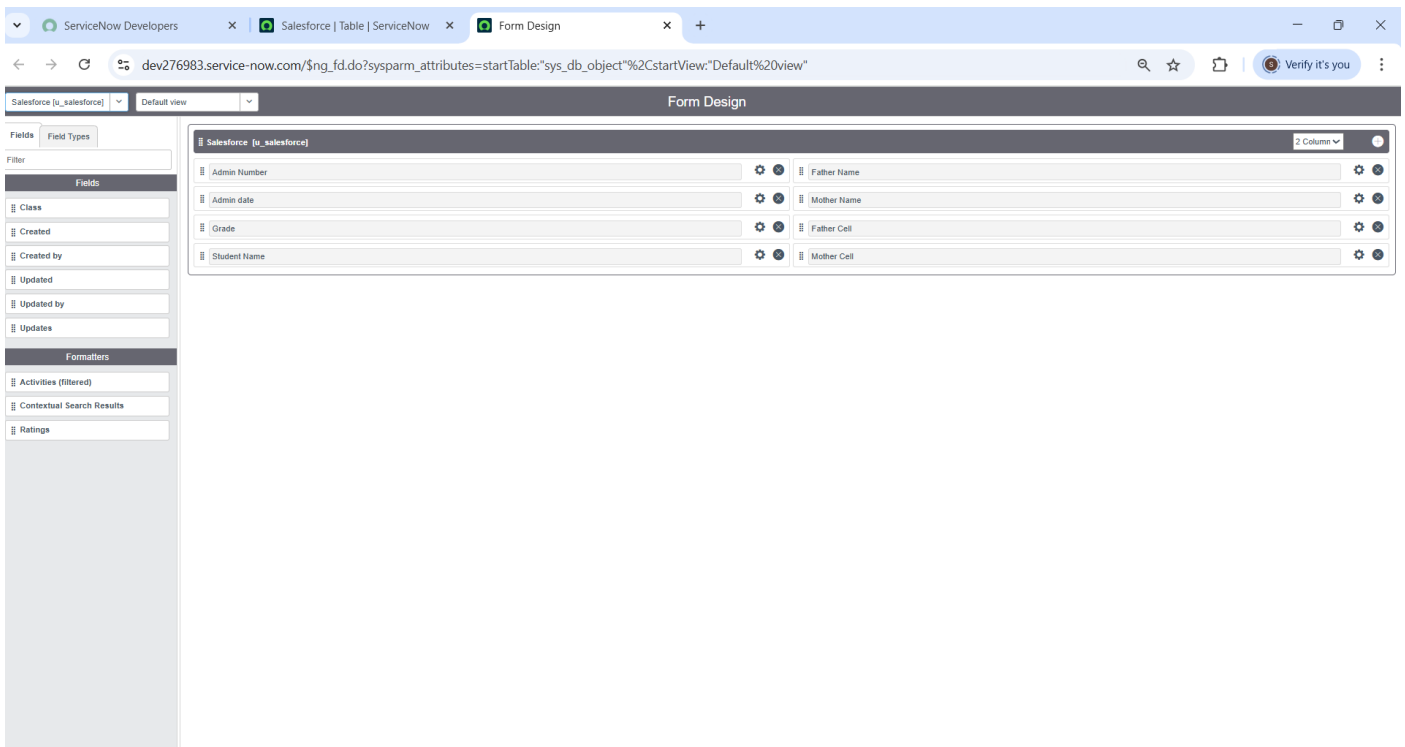 ServiceNow Developers
Salesforce | Table | ServiceNow
Form Design
dev276983.service-now.com/$ng_fd.do?sysparm_attributes=startTable:"sys_db_object"%2CstartView:"Default%20view"
Verify it's you
Salesforce [u_salesforce]
Default view
Form Design
Fields
Field Types
Filter
Fields
Class
Created
Created by
Updated
Updated by
Updates
Formatters
Activities (filtered)
Contextual Search Results
Ratings
Salesforce [u_salesforce]
2 Column
Admin Number
Admin date
Grade
Student Name
Father Name
Mother Name
Father Cell
Mother Cell